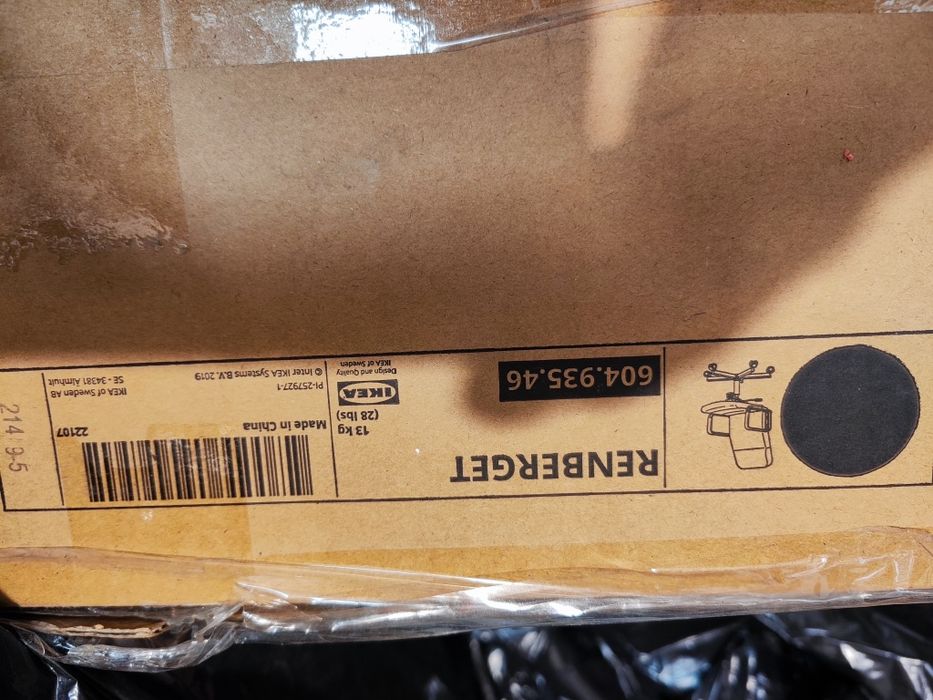 RENBERGET
604.935.46
13 kg
(28 lbs)
IKEA
Design and Quality
IKEA of Sweden
Made in China
22107
PI-257927-1
© Inter IKEA Systems B.V. 2019
IKEA of Sweden AB
SE - 34381 Älmhult
214 9-5